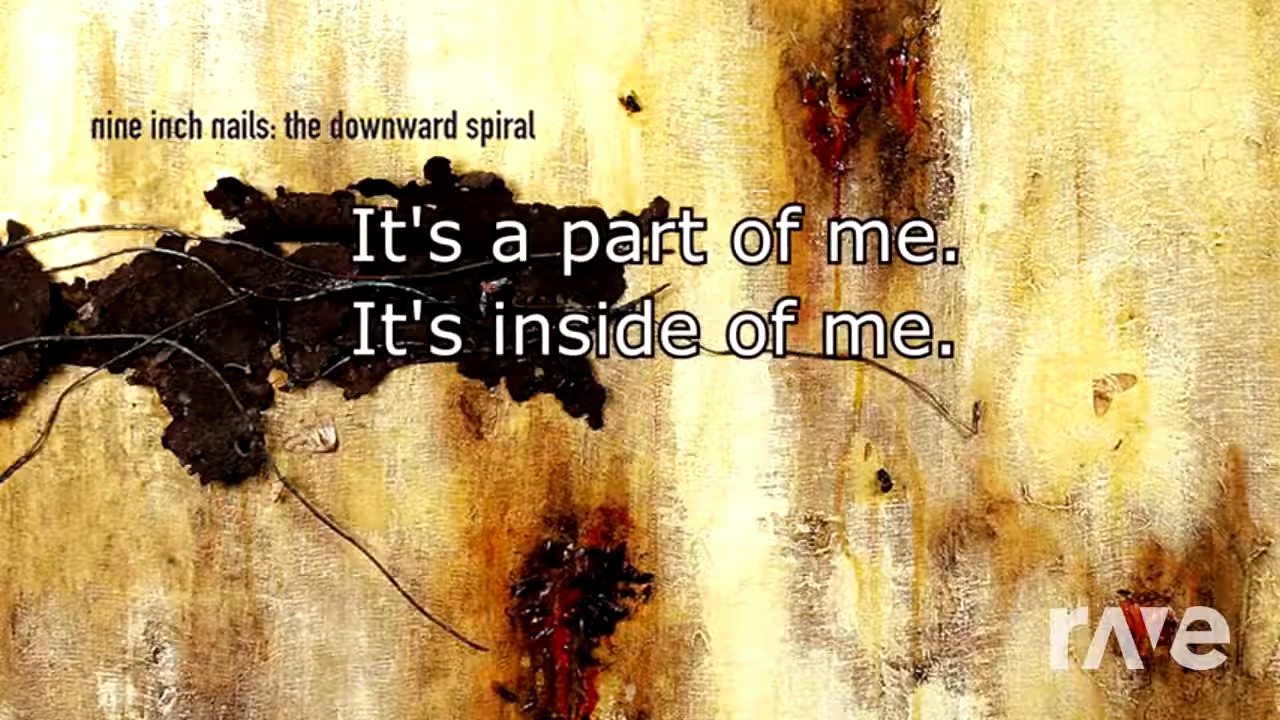 nine inch nails: the downward spiral
It's a part of me.
It's inside of me.
rave